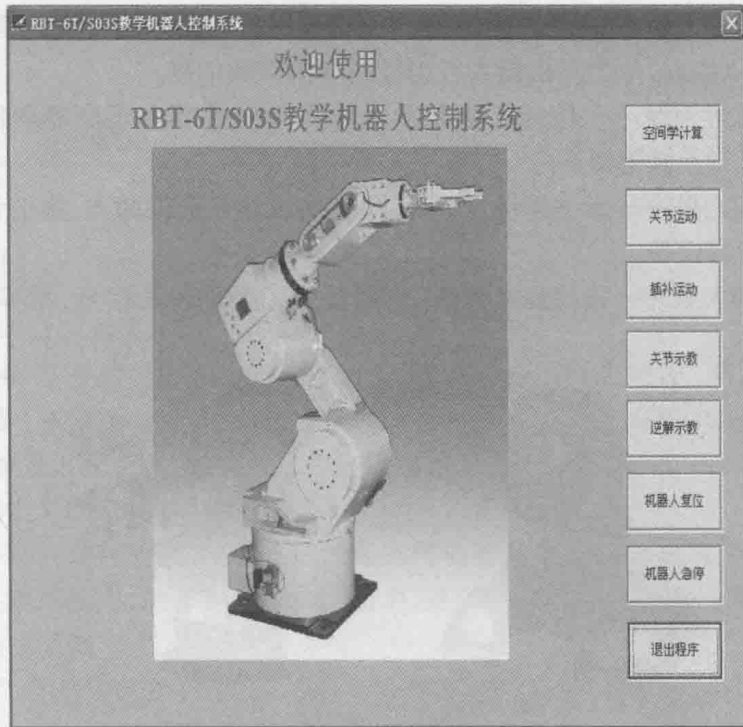 RBT-6T/S03S教学机器人控制系统
欢迎使用
RBT-6T/S03S教学机器人控制系统
空间学计算
关节运动
插补运动
关节示教
逆解示教
机器人复位
机器人急停
退出程序